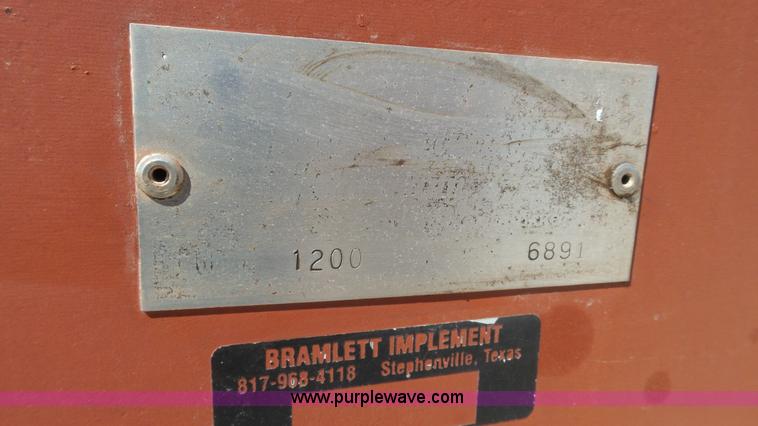 1200 6891
BRAMLETT IMPLEMENT
817-968-4118 Stephenville, Texas
www.purplewave.com